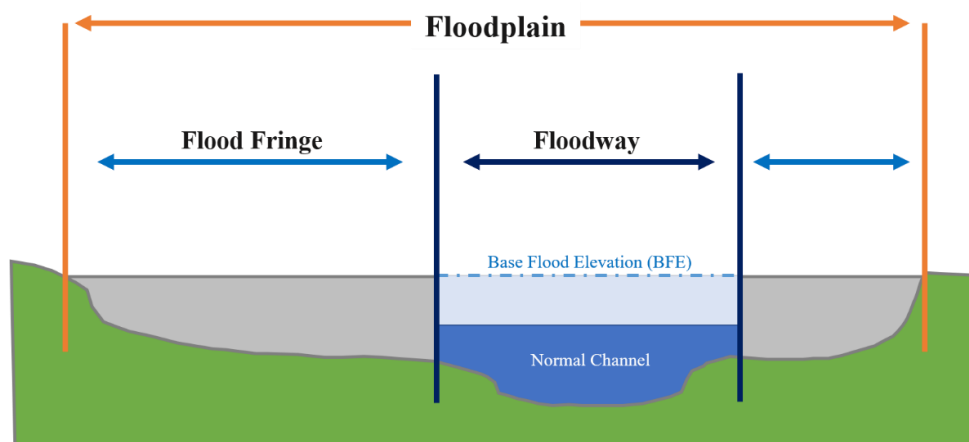 Floodplain
Flood Fringe
Floodway
Base Flood Elevation (BFE)
Normal Channel